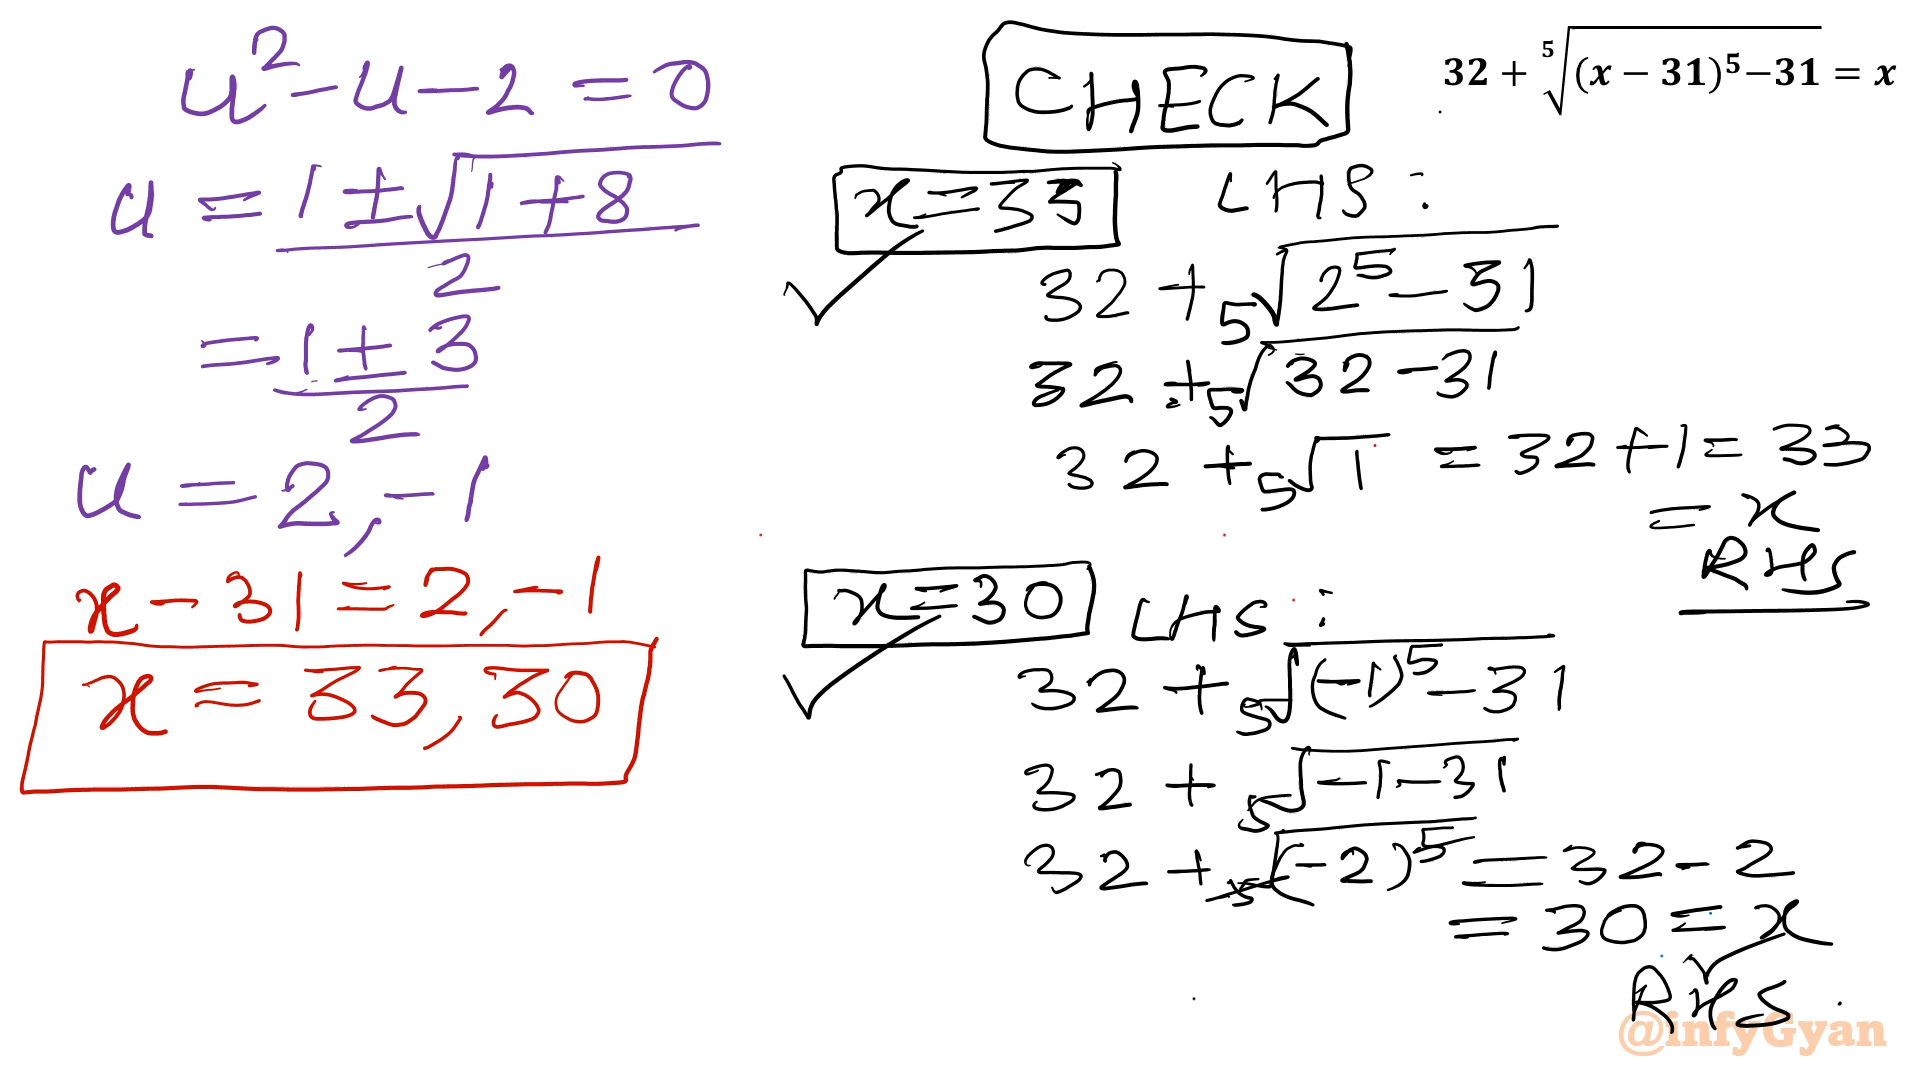 u² - u - 2 = 0
u = (1 ± √(1+8))/2
= (1 ± 3)/2
u = 2, -1
x - 31 = 2, -1
x = 33, 30
CHECK
32 + ⁵√((x − 31)⁵−31) = x
x = 33 LHS :
32 + ⁵√(2⁵ - 31)
32 + ⁵√(32 - 31)
32 + ⁵√1 = 32 + 1 = 33
= x
RHS
x = 30 LHS :
32 + ⁵√((-1)⁵ - 31)
32 + ⁵√(-1 - 31)
32 + ⁵√((-2)⁵) = 32 - 2
= 30 = x
RHS
@infyGyan